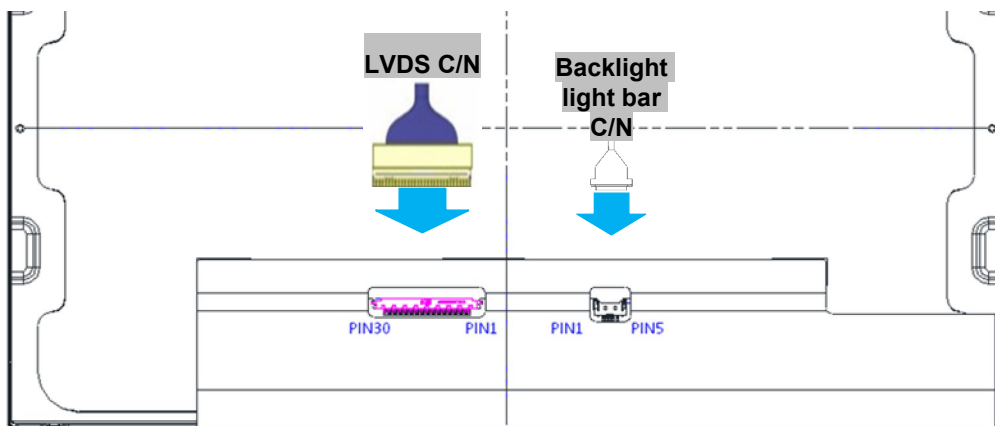 LVDS C/N
Backlight
light bar
C/N
PIN30
PIN1
PIN1
PIN5